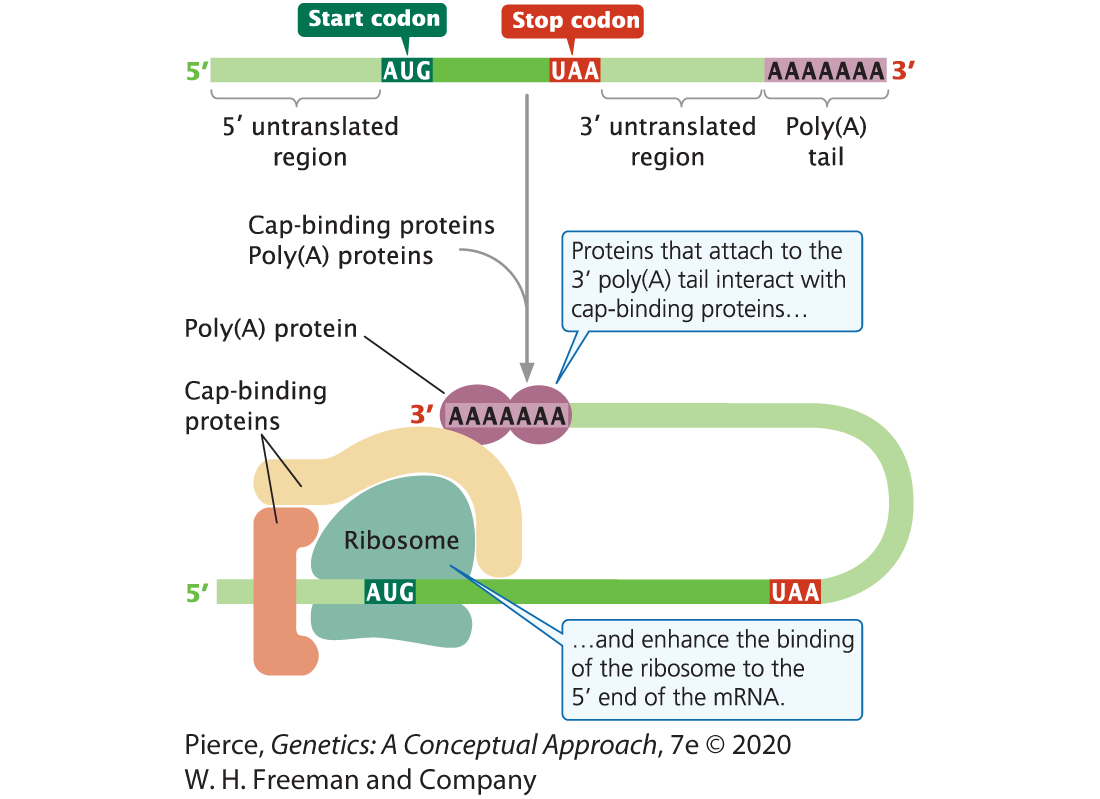 Start codon
Stop codon
5′ AUG UAA AAAAAAA 3′
5′ untranslated
region
3′ untranslated
region
Poly(A)
tail
Cap-binding proteins
Poly(A) proteins
Proteins that attach to the
3′ poly(A) tail interact with
cap-binding proteins…
Poly(A) protein
Cap-binding
proteins
3′ AAAAAAA
Ribosome
5′ AUG UAA
…and enhance the binding
of the ribosome to the
5′ end of the mRNA.
Pierce, Genetics: A Conceptual Approach, 7e © 2020
W. H. Freeman and Company